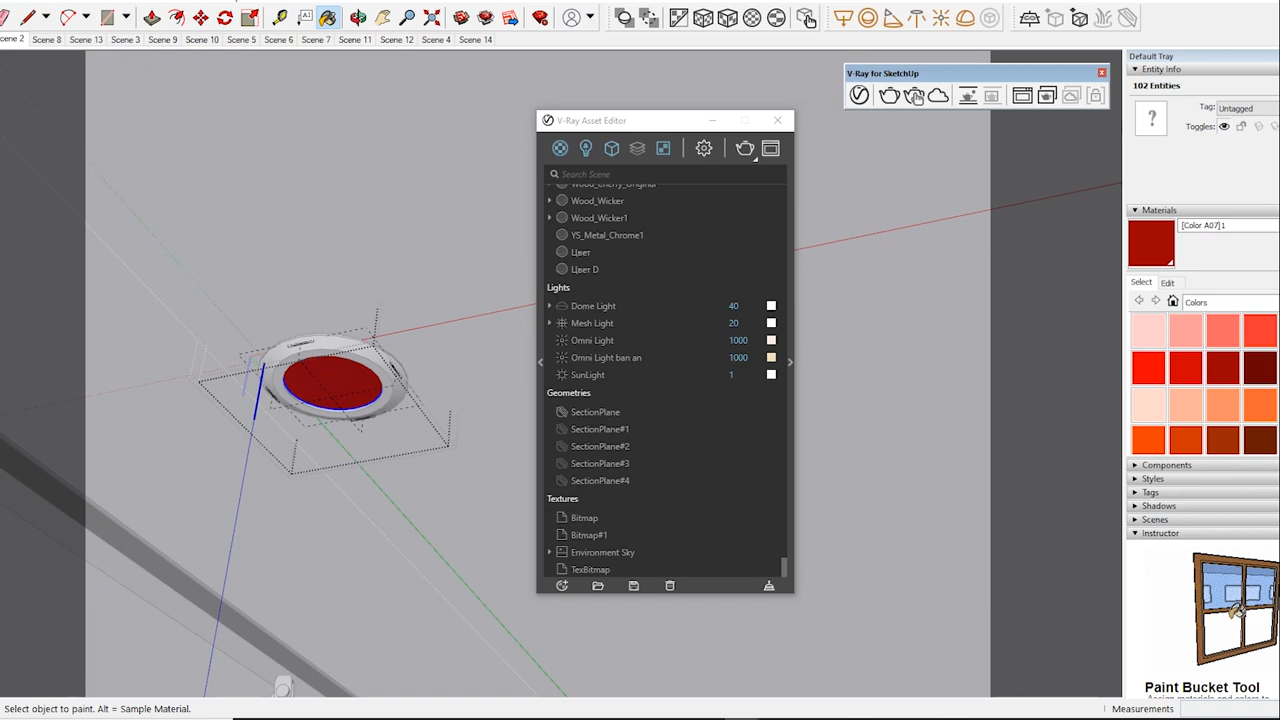 Scene 2 Scene 8 Scene 13 Scene 3 Scene 9 Scene 10 Scene 5 Scene 6 Scene 7 Scene 11 Scene 12 Scene 4 Scene 14
Default Tray
Entity Info
102 Entities
?
Tag: Untagged
Toggles:
V-Ray for SketchUp
V-Ray Asset Editor
Search Scene
Wood_Cherry_Original
Wood_Wicker
Wood_Wicker1
YS_Metal_Chrome1
Цвет
Цвет D
Lights
Dome Light 40
Mesh Light 20
Omni Light 1000
Omni Light ban an 1000
SunLight 1
Geometries
SectionPlane
SectionPlane#1
SectionPlane#2
SectionPlane#3
SectionPlane#4
Textures
Bitmap
Bitmap#1
Environment Sky
TexBitmap
Materials
[Color A07]1
Select Edit
Colors
Components
Styles
Tags
Shadows
Scenes
Instructor
Paint Bucket Tool
Select object to paint. Alt = Sample Material.
Measurements